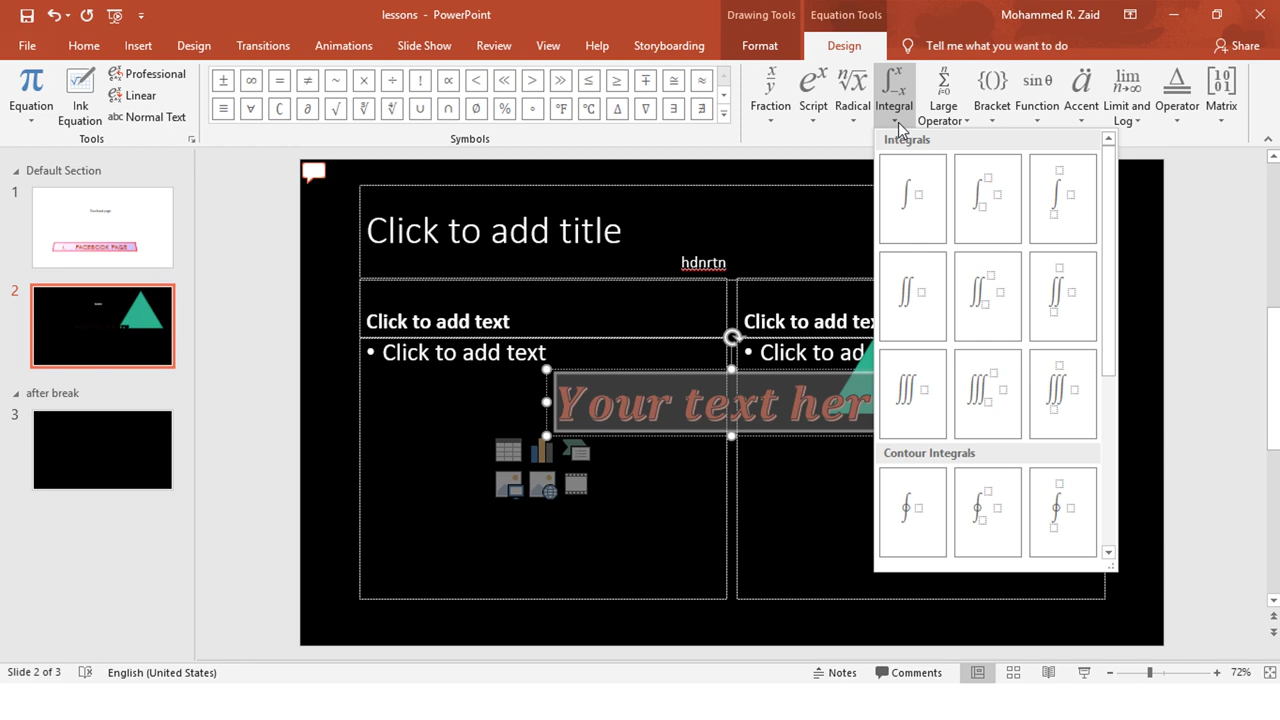 lessons - PowerPoint
Drawing Tools
Equation Tools
Mohammed R. Zaid
File Home Insert Design Transitions Animations Slide Show Review View Help Storyboarding Format Design Tell me what you want to do Share
Equation
Ink Equation
Professional
Linear
abc Normal Text
± ∞ = ≠ ~ × ÷ ! ∝ < ≪ > ≫ ≤ ≥ ∓ ≅ ≈
≡ ∀ ∁ ∂ √ ∛ ∜ ∪ ∩ ∅ % ° °F °C ∆ ∇ ∃ ∄
Fraction Script Radical Integral Large Operator Bracket Function Accent Limit and Log Operator Matrix
Tools
Symbols
Integrals
Contour Integrals
Default Section
1
FACEBOOK PAGE
2
after break
3
Click to add title
hdnrtn
Click to add text
Click to add tex
• Click to add text
• Click to ad
Your text her
Slide 2 of 3
English (United States)
Notes
Comments
72%